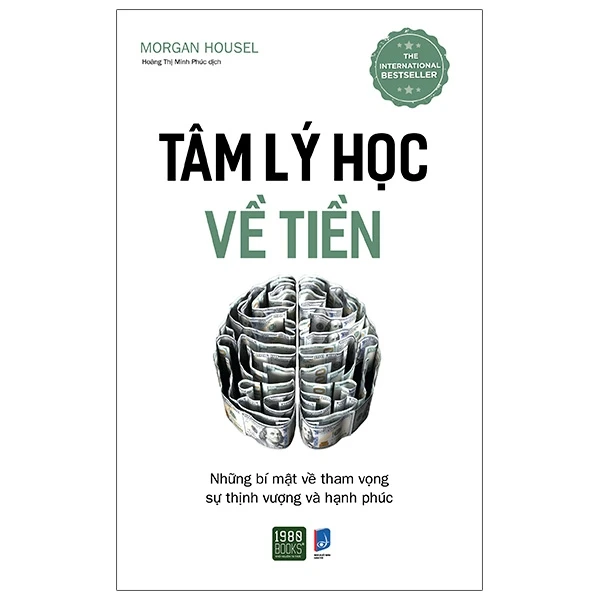 MORGAN HOUSEL
Hoàng Thị Minh Phúc dịch
THE
INTERNATIONAL
BESTSELLER
TÂM LÝ HỌC
VỀ TIỀN
Những bí mật về tham vọng
sự thịnh vượng và hạnh phúc
1980
BOOKS